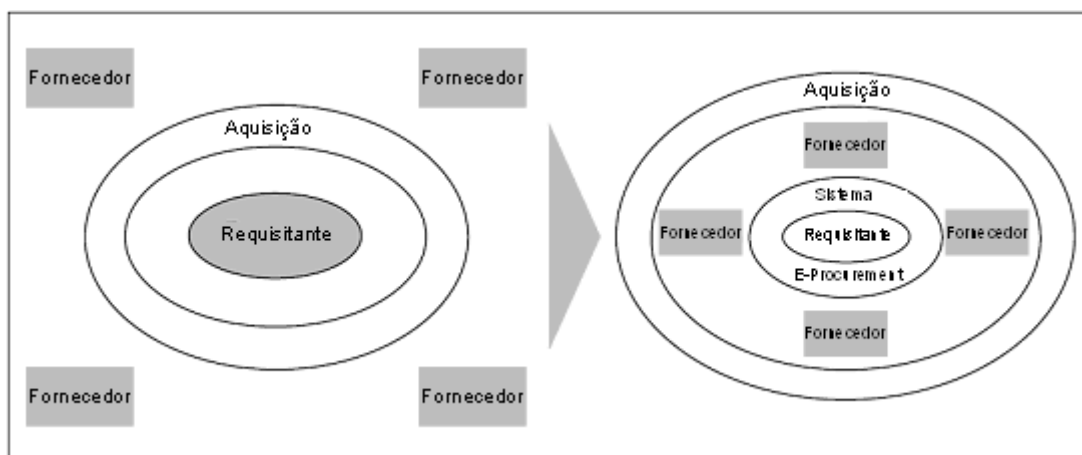 Fornecedor
Fornecedor
Aquisição
Requisitante
Fornecedor
Fornecedor
Aquisição
Fornecedor
Sistema
Fornecedor
Requisitante
Fornecedor
E-Procurement
Fornecedor